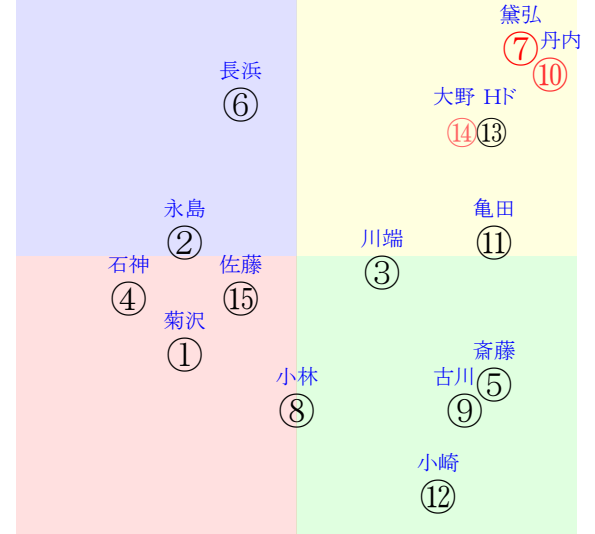 黛弘
⑦
丹内
⑩
長浜
⑥
大野 Hド
⑭⑬
永島
②
亀田
⑪
川端
③
石神
④
佐藤
⑮
菊沢
①
斎藤
⑤
小林
⑧
古川
⑨
小崎
⑫